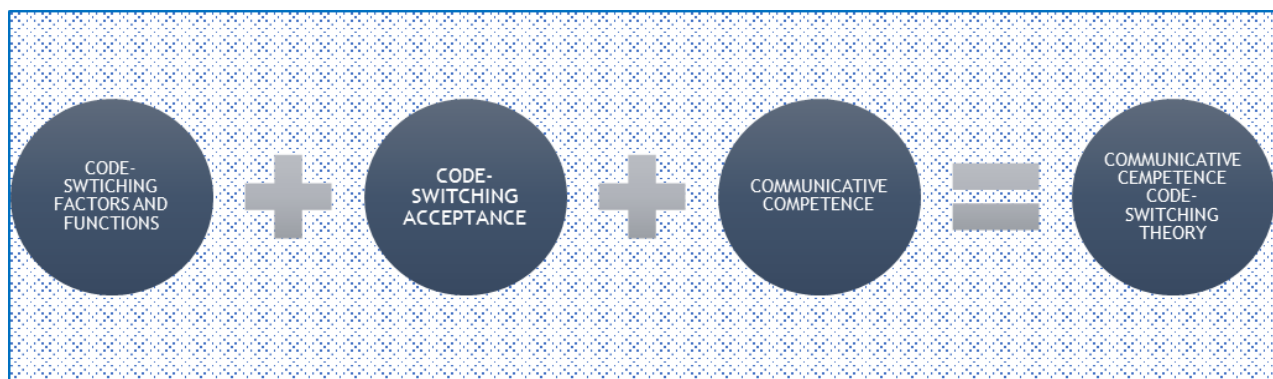 CODE-
SWTICHING
FACTORS AND
FUNCTIONS
CODE-
SWITCHING
ACCEPTANCE
COMMUNICATIVE
COMPETENCE
COMMUNICATIVE
CEMPETENCE
CODE-
SWITCHING
THEORY